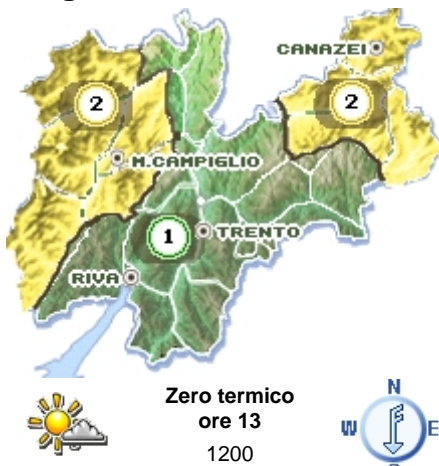 CANAZEI
2
2
M.CAMPIGLIO
1
TRENTO
RIVA
Zero termico
ore 13
1200
N
W E